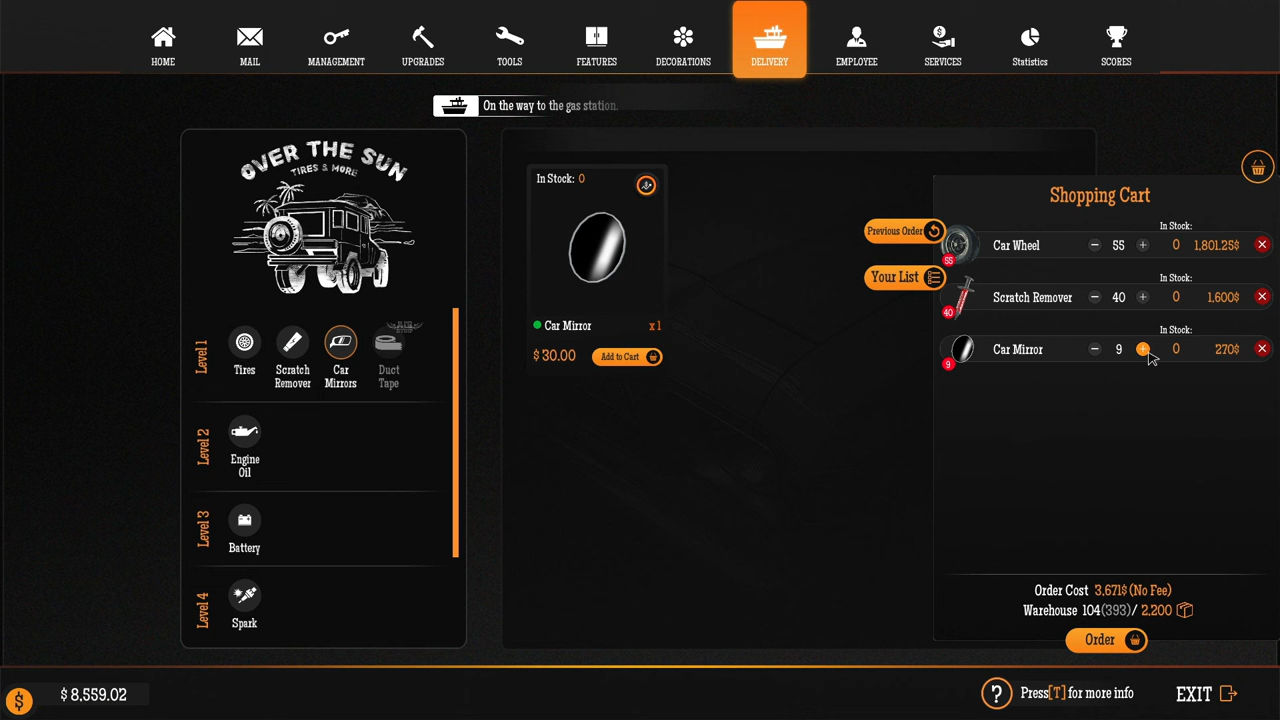 HOME
MAIL
MANAGEMENT
UPGRADES
TOOLS
FEATURES
DECORATIONS
DELIVERY
EMPLOYEE
SERVICES
Statistics
SCORES
On the way to the gas station.
OVER THE SUN
TIRES & MORE
Level 1
Tires
Scratch Remover
Car Mirrors
Duct Tape
Level 2
Engine Oil
Level 3
Battery
Level 4
Spark
In Stock: 0
Car Mirror x1
$ 30.00 Add to Cart
Previous Order
Your List
Shopping Cart
In Stock:
Car Wheel − 55 + 0 1,801.25$
55
In Stock:
Scratch Remover − 40 + 0 1,600$
40
In Stock:
Car Mirror − 9 + 0 270$
9
Order Cost 3,671$ (No Fee)
Warehouse 104(393)/ 2,200
Order
$ $ 8,559.02
? Press[T] for more info
EXIT